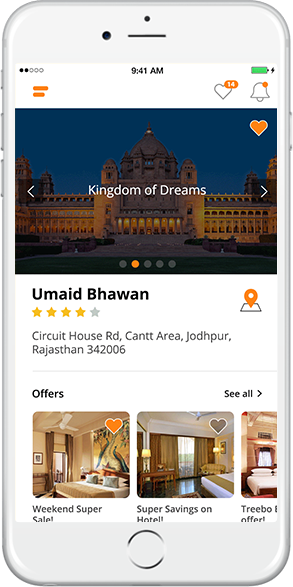 9:41 AM
14
Kingdom of Dreams
Umaid Bhawan
Circuit House Rd, Cantt Area, Jodhpur,
Rajasthan 342006
Offers See all
Weekend Super
Sale!
Super Savings on
Hotel!
Treebo
offer!